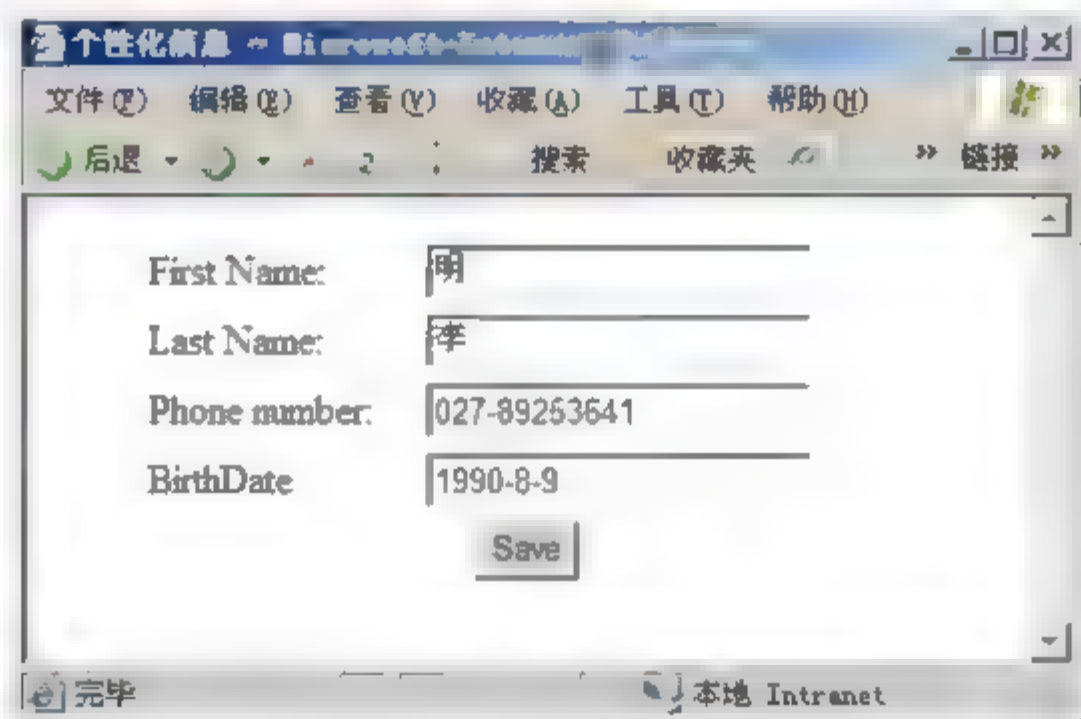 个性化信息 - Microsoft Internet
文件(F) 编辑(E) 查看(V) 收藏(A) 工具(T) 帮助(H)
后退 搜索 收藏夹 » 链接 »
First Name: 明
Last Name: 李
Phone number: 027-89253641
BirthDate 1990-8-9
Save
完毕 本地 Intranet